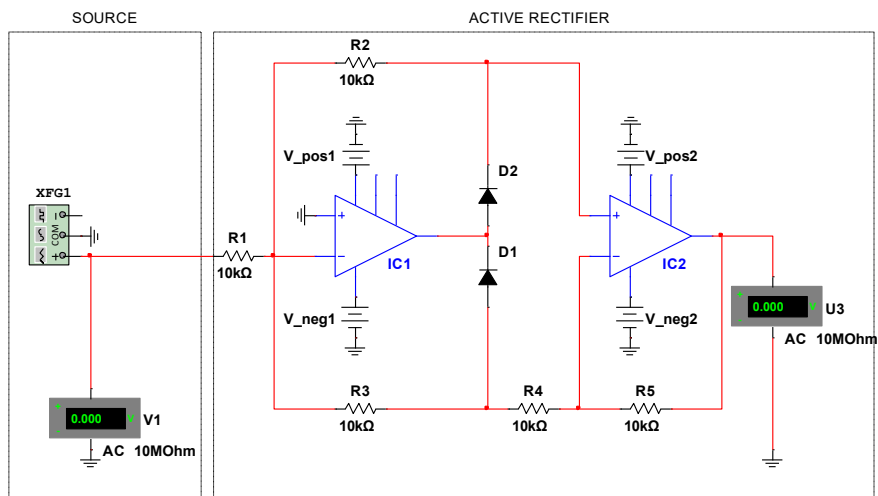 SOURCE
ACTIVE RECTIFIER
R2
10kΩ
V_pos1
V_pos2
D2
XFG1
COM
+
−
R1
10kΩ
+
−
IC1
D1
+
−
IC2
V_neg1
V_neg2
+
-
0.000
V
U3
AC 10MOhm
R3
10kΩ
R4
10kΩ
R5
10kΩ
+
-
0.000
V
V1
AC 10MOhm